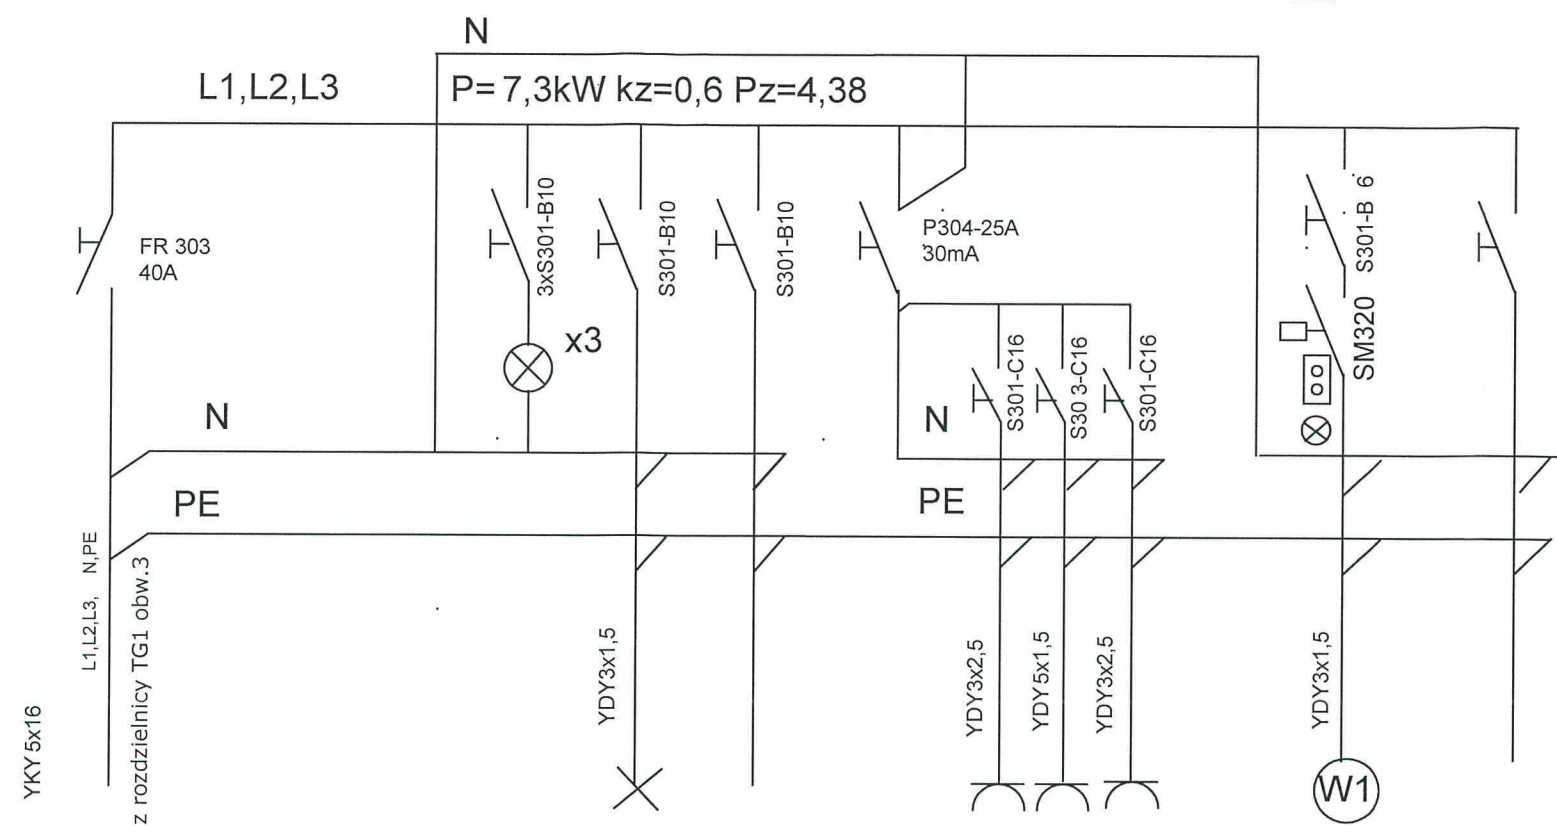 N
L1,L2,L3
P= 7,3kW kz=0,6 Pz=4,38
FR 303
40A
3xS301-B10
x3
S301-B10
S301-B10
P304-25A
30mA
S301-C16
S30 3-C16
S301-C16
S301-B 6
SM320
N
N
PE
PE
YKY 5x16
L1,L2,L3, N,PE
z rozdzielnicy TG1 obw.3
YDY3x1,5
YDY3x2,5
YDY 5x1,5
YDY3x2,5
YDY3x1,5
W1